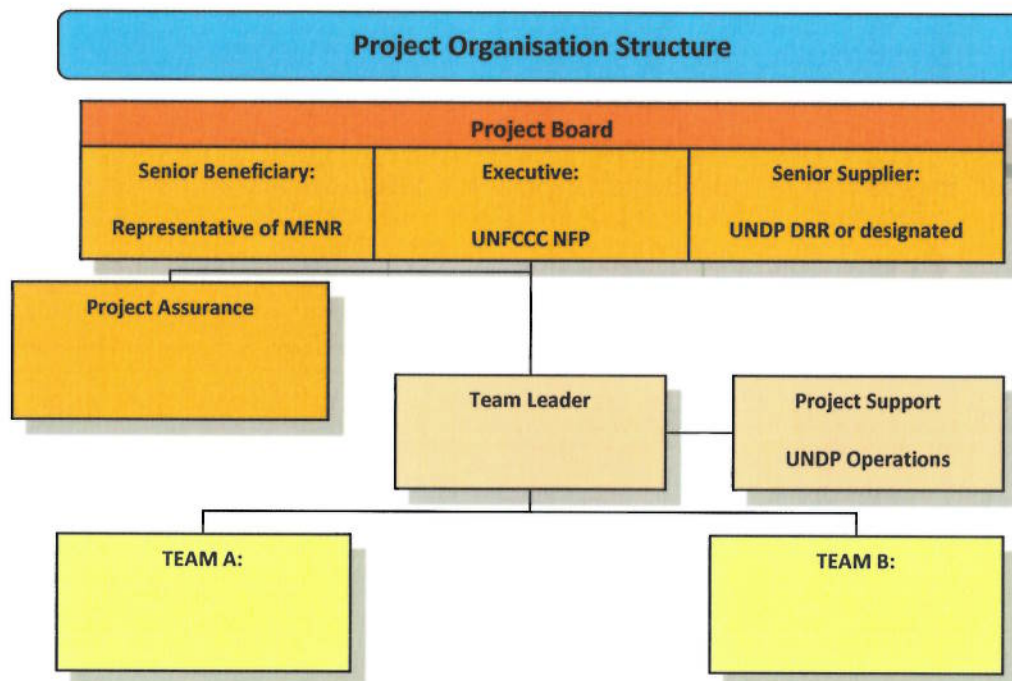 Project Organisation Structure
Project Board
Senior Beneficiary:
Representative of MENR
Executive:
UNFCCC NFP
Senior Supplier:
UNDP DRR or designated
Project Assurance
Team Leader
Project Support
UNDP Operations
TEAM A:
TEAM B: